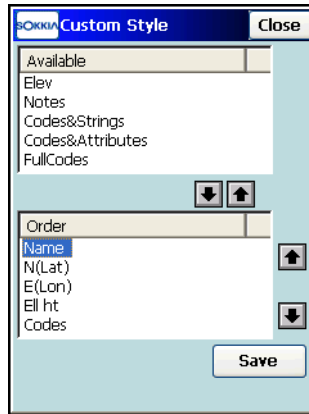 SOKKIA Custom Style Close
Available
Elev
Notes
Codes&Strings
Codes&Attributes
FullCodes
Order
Name
N(Lat)
E(Lon)
Ell ht
Codes
Save